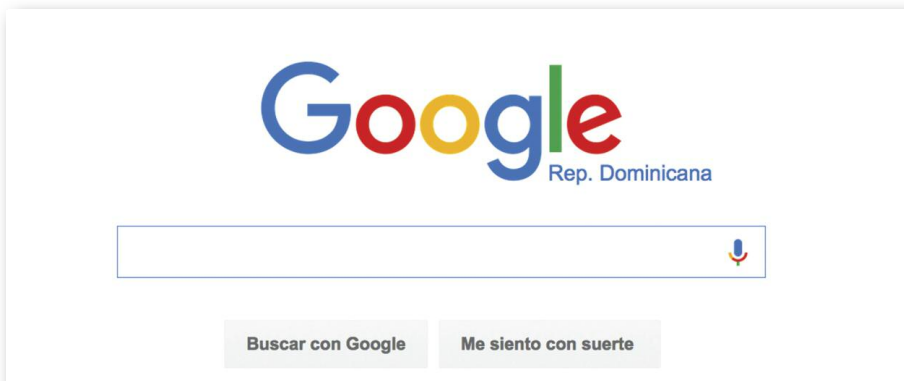 Google
Rep. Dominicana
Buscar con Google
Me siento con suerte